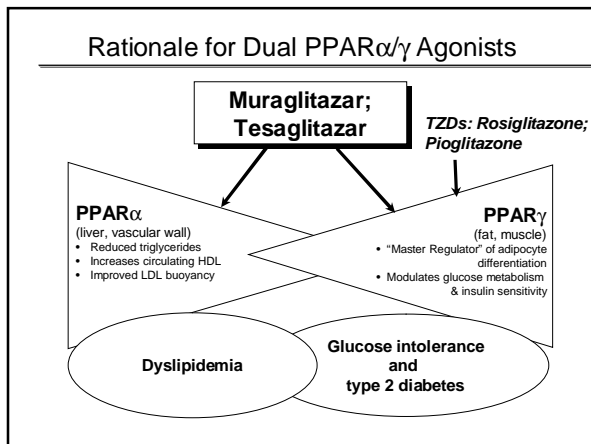 Rationale for Dual PPARα/γ Agonists
Muraglitazar;
Tesaglitazar
TZDs: Rosiglitazone;
Pioglitazone
PPARα
(liver, vascular wall)
• Reduced triglycerides
• Increases circulating HDL
• Improved LDL buoyancy
PPARγ
(fat, muscle)
• “Master Regulator” of adipocyte
differentiation
• Modulates glucose metabolism
& insulin sensitivity
Dyslipidemia
Glucose intolerance
and
type 2 diabetes